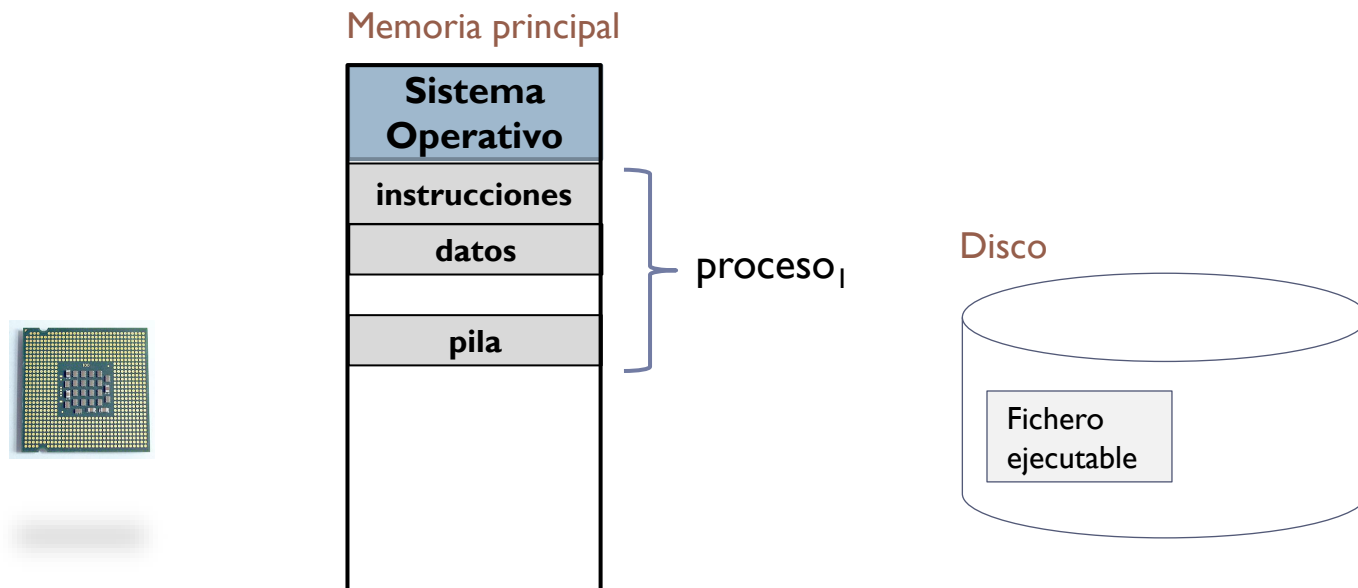 Memoria principal
Sistema
Operativo
instrucciones
datos
proceso₁
pila
Disco
Fichero
ejecutable